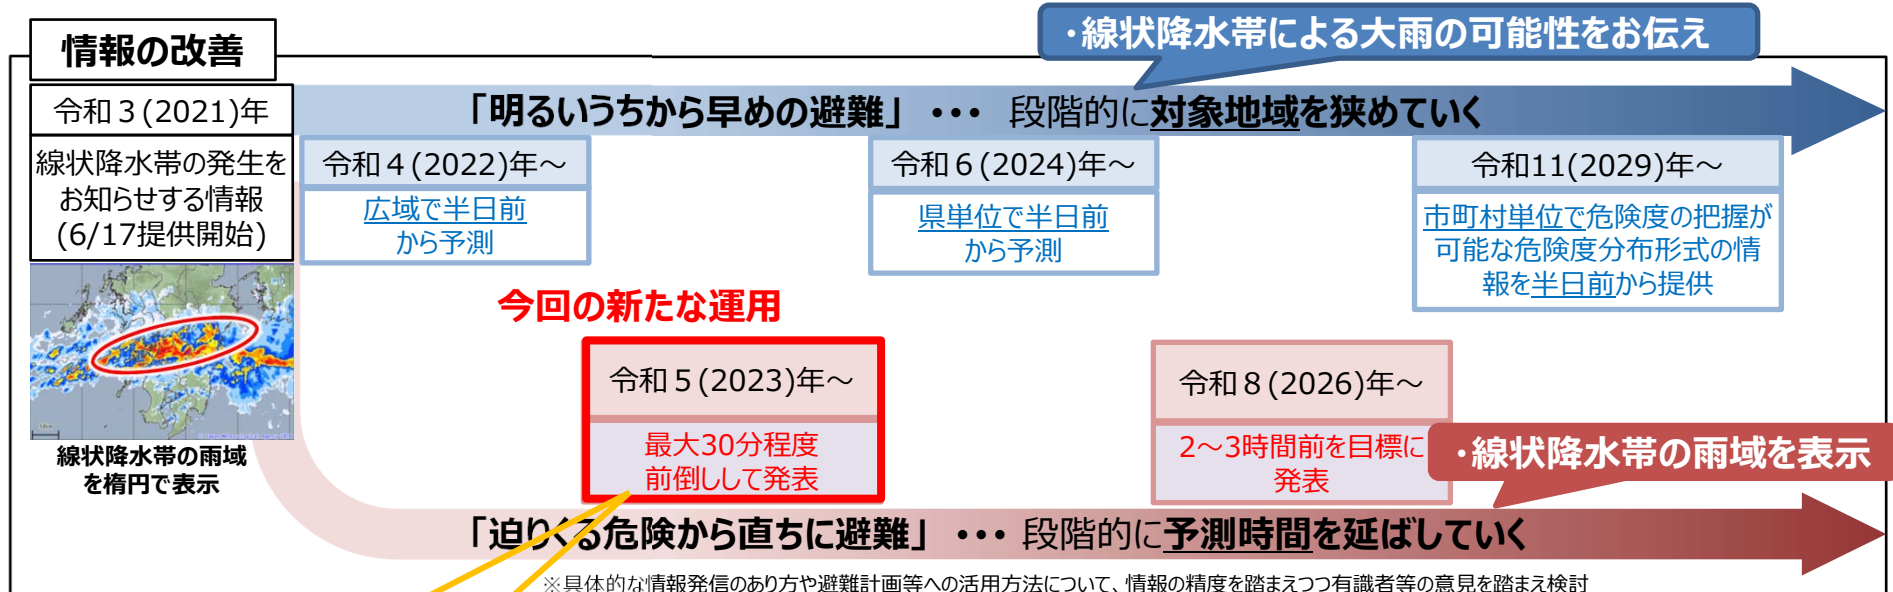 ・線状降水帯による大雨の可能性をお伝え
情報の改善
令和３(2021)年
「明るいうちから早めの避難」 ・・・ 段階的に対象地域を狭めていく
線状降水帯の発生を
お知らせする情報
(6/17提供開始)
令和４(2022)年～
広域で半日前
から予測
令和６(2024)年～
県単位で半日前
から予測
令和11(2029)年～
市町村単位で危険度の把握が
可能な危険度分布形式の情
報を半日前から提供
今回の新たな運用
令和５(2023)年～
最大30分程度
前倒しして発表
令和８(2026)年～
2～3時間前を目標に
発表
・線状降水帯の雨域を表示
線状降水帯の雨域
を楕円で表示
「迫りくる危険から直ちに避難」 ・・・ 段階的に予測時間を延ばしていく
※具体的な情報発信のあり方や避難計画等への活用方法について、情報の精度を踏まえつつ有識者等の意見を踏まえ検討